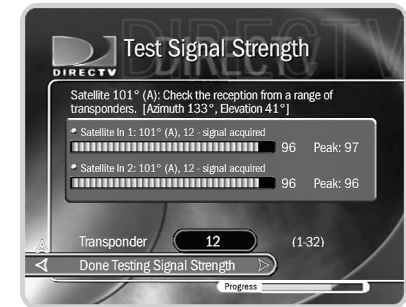 DIRECTV
DIRECTV
Test Signal Strength
Satellite 101° (A): Check the reception from a range of
transponders. [Azimuth 133°, Elevation 41°]
Satellite In 1: 101° (A), 12 - signal acquired
96 Peak: 97
Satellite In 2: 101° (A), 12 - signal acquired
96 Peak: 96
Transponder 12 (1-32)
Done Testing Signal Strength
Progress